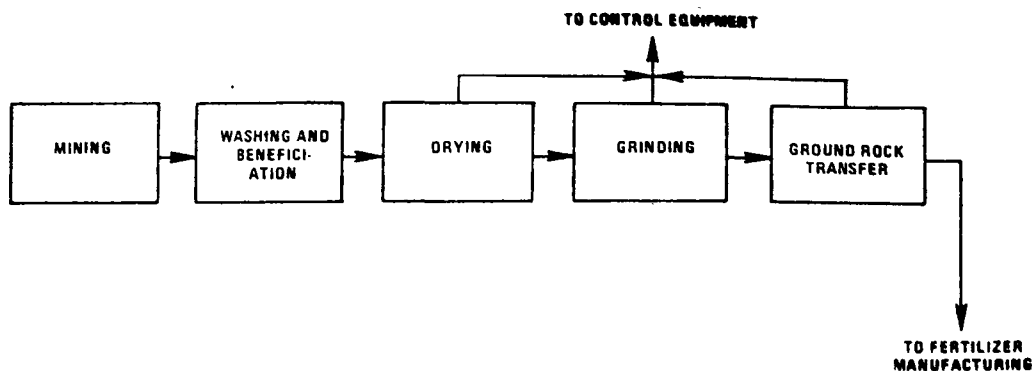 TO CONTROL EQUIPMENT
MINING
WASHING AND
BENEFICI-
ATION
DRYING
GRINDING
GROUND ROCK
TRANSFER
TO FERTILIZER
MANUFACTURING